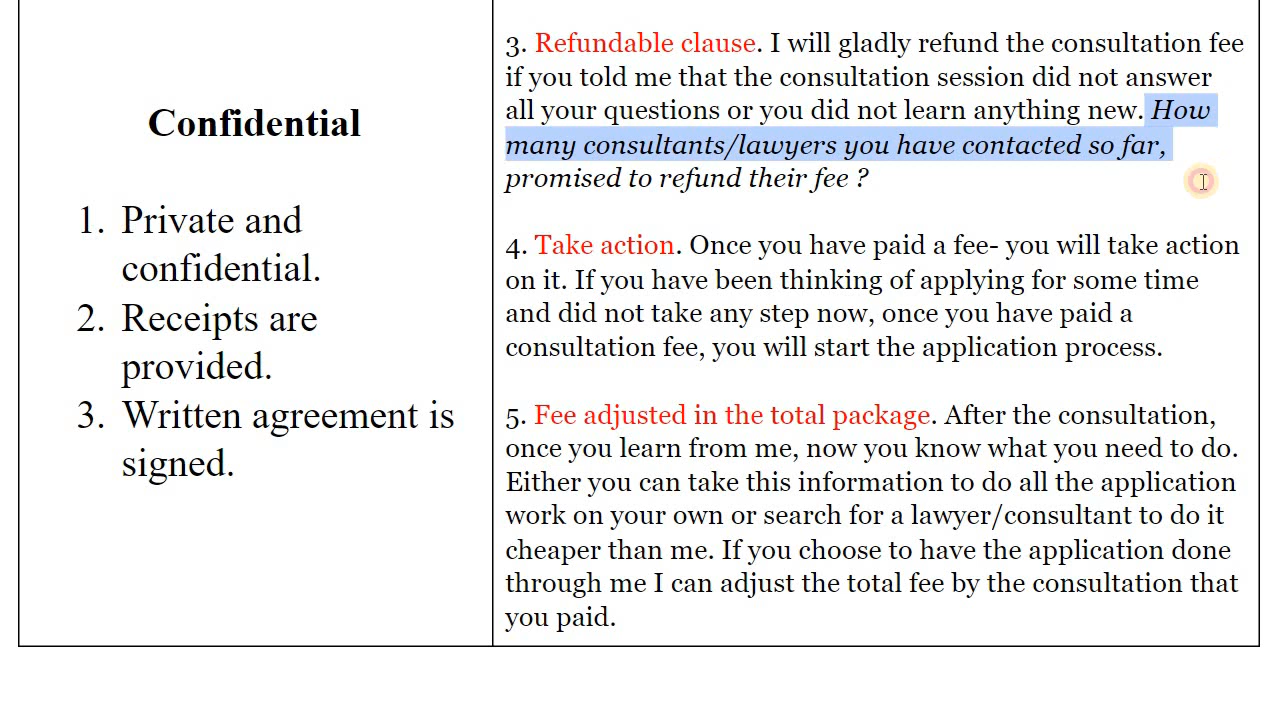 Confidential
1. Private and
confidential.
2. Receipts are
provided.
3. Written agreement is
signed.
3. Refundable clause. I will gladly refund the consultation fee
if you told me that the consultation session did not answer
all your questions or you did not learn anything new. How
many consultants/lawyers you have contacted so far,
promised to refund their fee ?
4. Take action. Once you have paid a fee- you will take action
on it. If you have been thinking of applying for some time
and did not take any step now, once you have paid a
consultation fee, you will start the application process.
5. Fee adjusted in the total package. After the consultation,
once you learn from me, now you know what you need to do.
Either you can take this information to do all the application
work on your own or search for a lawyer/consultant to do it
cheaper than me. If you choose to have the application done
through me I can adjust the total fee by the consultation that
you paid.